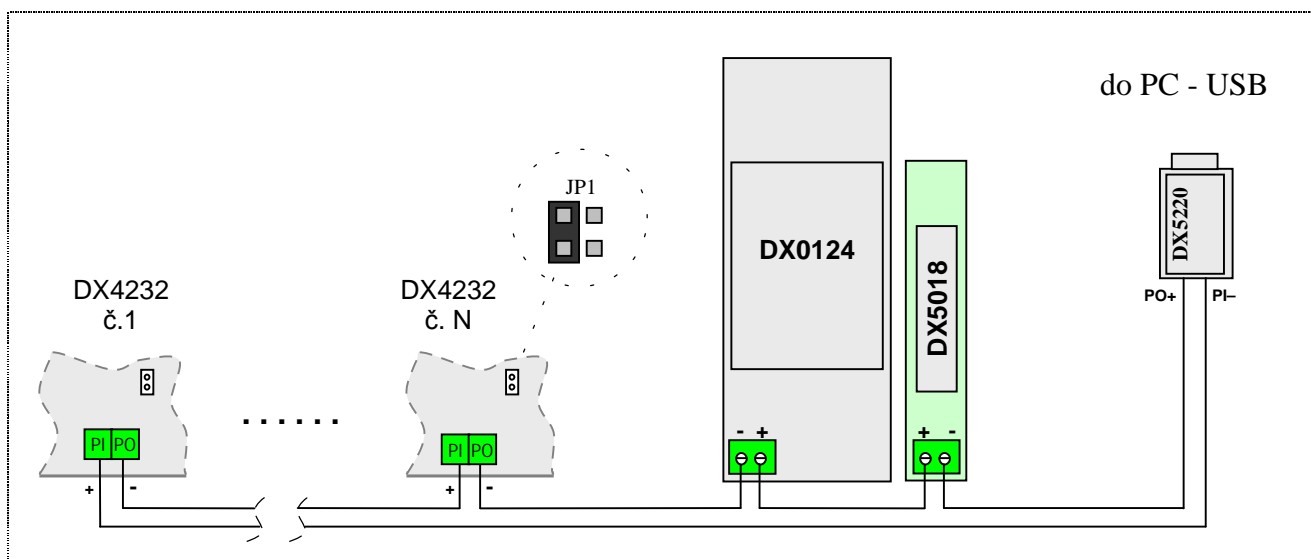 do PC - USB
JP1
DX5220
DX0124
DX5018
PO+ PI–
DX4232
č.1
DX4232
č. N
......
- +
+ -
PI PO
PI PO
+ -
+ -